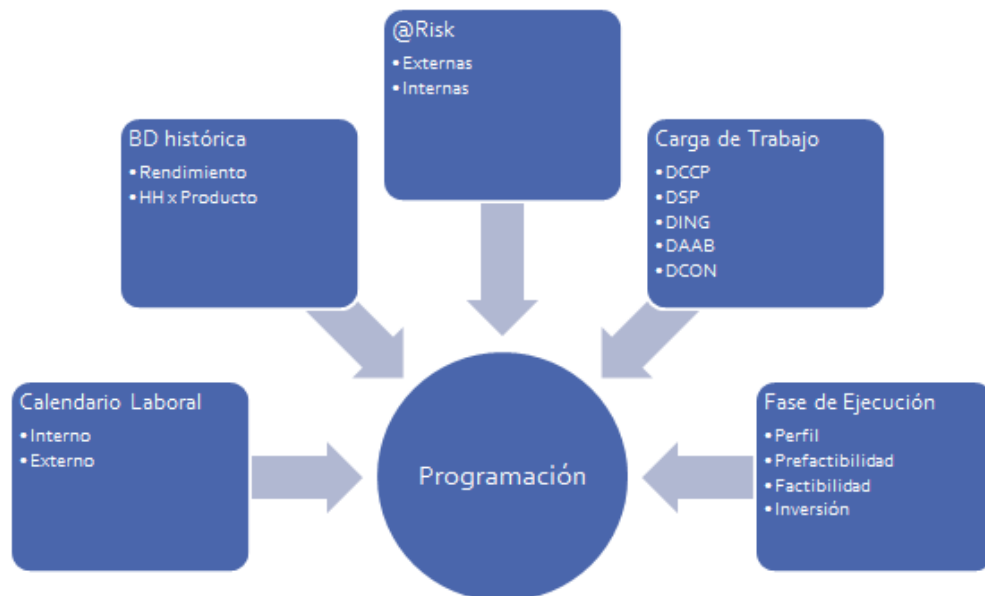 @Risk
• Externas
• Internas
BD histórica
• Rendimiento
• HH x Producto
Carga de Trabajo
• DCCP
• DSP
• DING
• DAAB
• DCON
Calendario Laboral
• Interno
• Externo
Programación
Fase de Ejecución
• Perfil
• Prefactibilidad
• Factibilidad
• Inversión